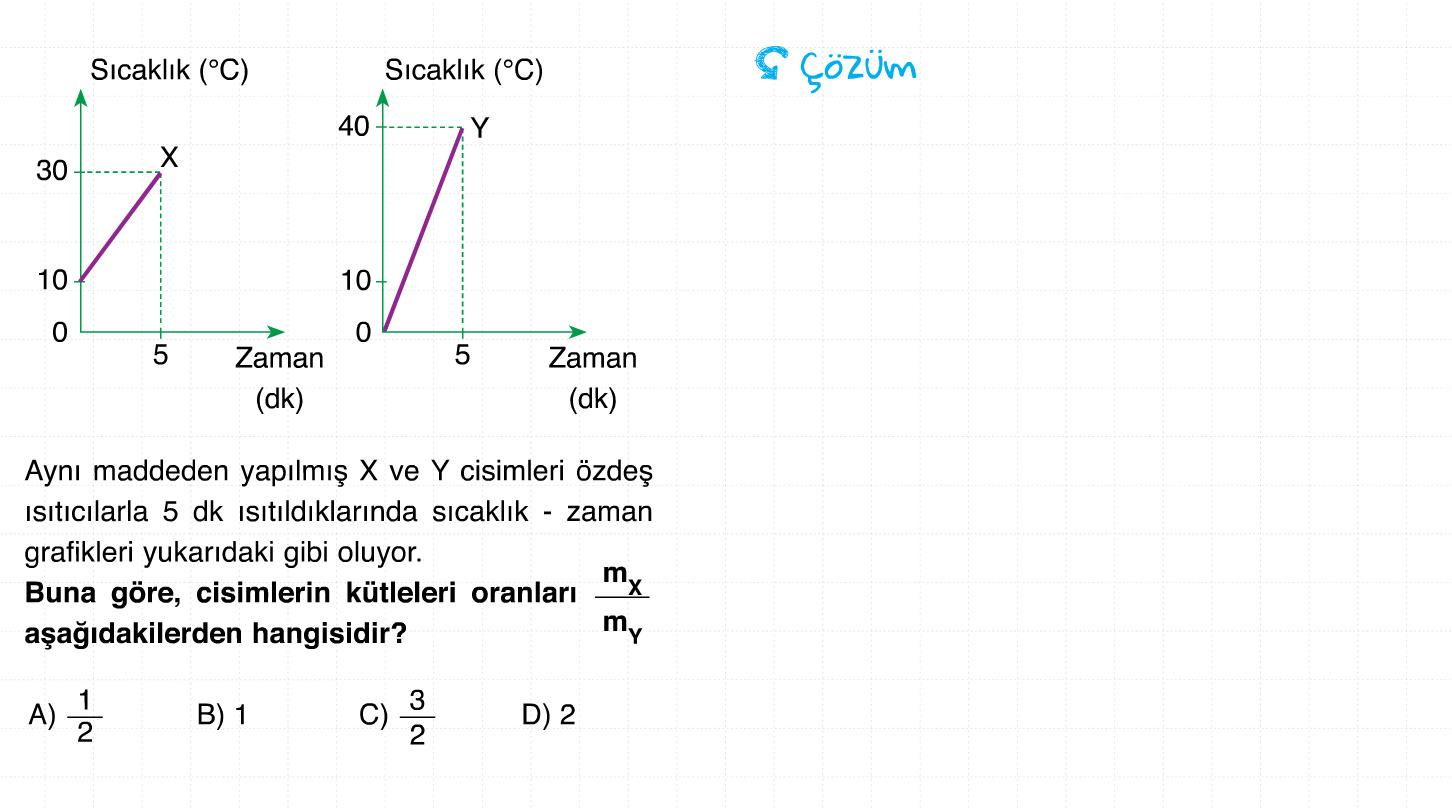 Sıcaklık (°C)
X
30
10
0
5
Zaman
(dk)
Sıcaklık (°C)
40
Y
10
0
5
Zaman
(dk)
Çözüm
Aynı maddeden yapılmış X ve Y cisimleri özdeş
ısıtıcılarla 5 dk ısıtıldıklarında sıcaklık - zaman
grafikleri yukarıdaki gibi oluyor.
Buna göre, cisimlerin kütleleri oranları mX/mY
aşağıdakilerden hangisidir?
A) 1/2 B) 1 C) 3/2 D) 2